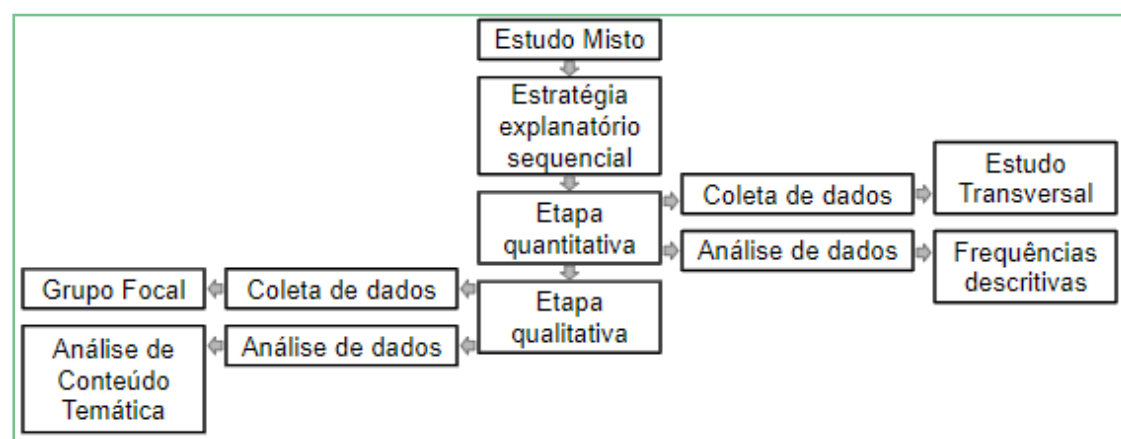 Estudo Misto
Estratégia
explanatório
sequencial
Etapa
quantitativa
Coleta de dados
Estudo
Transversal
Análise de dados
Frequências
descritivas
Etapa
qualitativa
Coleta de dados
Grupo Focal
Análise de dados
Análise de
Conteúdo
Temática